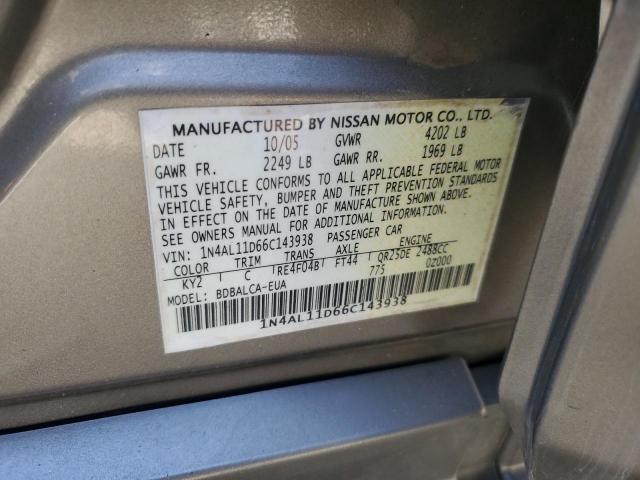 MANUFACTURED BY NISSAN MOTOR CO., LTD.
DATE 10/05 GVWR 4202 LB
GAWR FR. 2249 LB GAWR RR. 1969 LB
THIS VEHICLE CONFORMS TO ALL APPLICABLE FEDERAL MOTOR
VEHICLE SAFETY, BUMPER AND THEFT PREVENTION STANDARDS
IN EFFECT ON THE DATE OF MANUFACTURE SHOWN ABOVE.
SEE OWNERS MANUAL FOR ADDITIONAL INFORMATION.
VIN: 1N4AL11D66C143938 PASSENGER CAR
COLOR TRIM TRANS AXLE ENGINE
KY2 C RE4F04B FT44 QR25DE 2488CC
MODEL: BDBALCA-EUA 775 0Z000
1N4AL11D66C143938